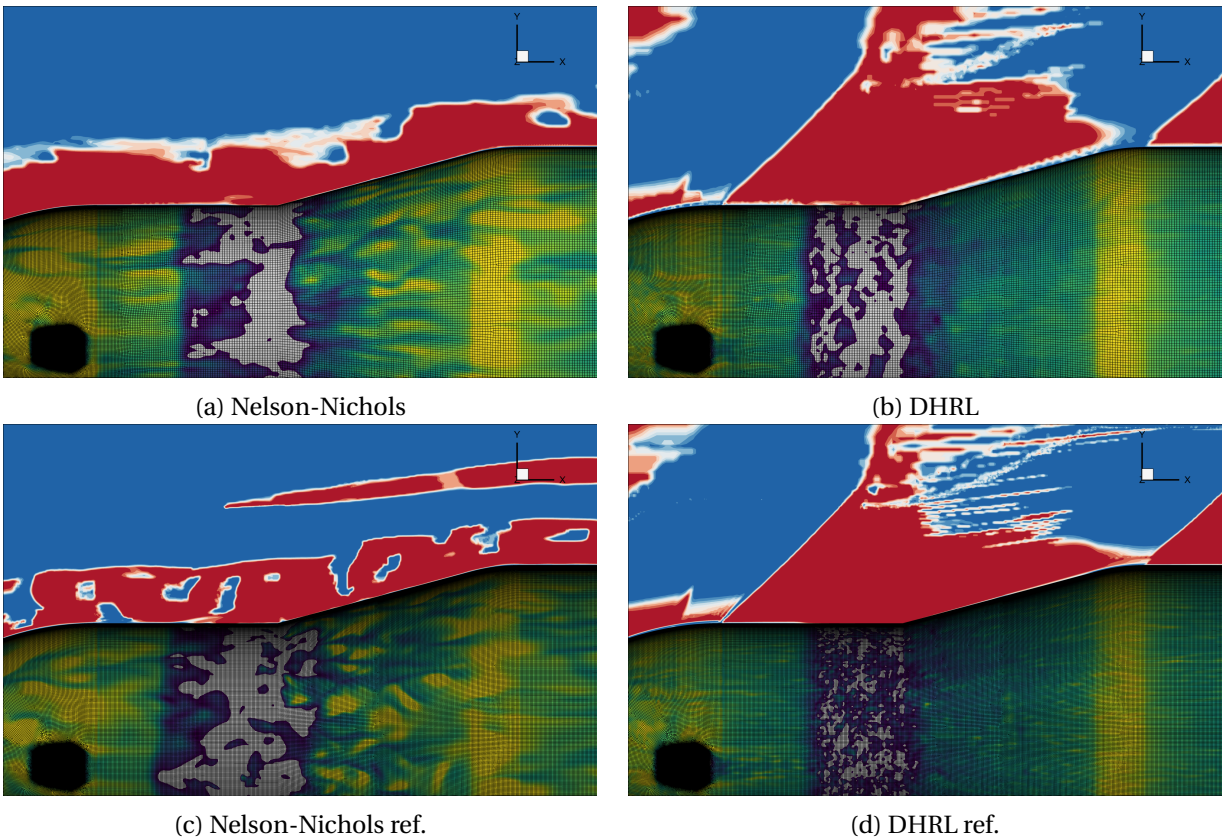 Y
Z X
Y
Z X
(a) Nelson-Nichols
(b) DHRL
Y
X
Y
X
(c) Nelson-Nichols ref.
(d) DHRL ref.